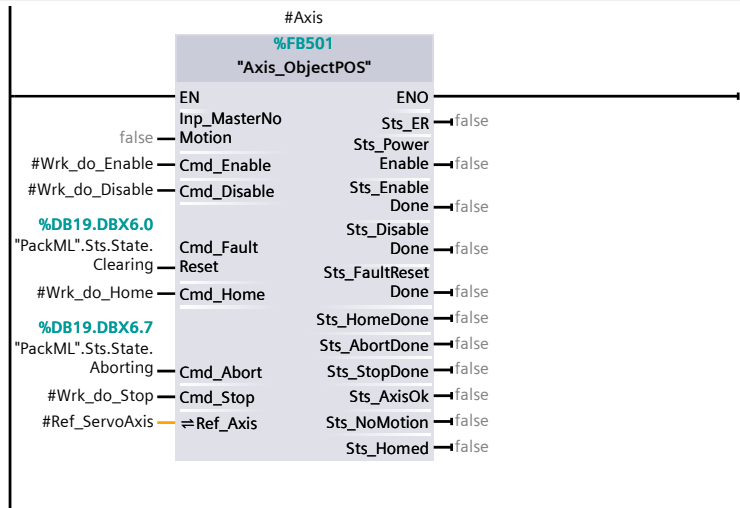 #Axis
%FB501
"Axis_ObjectPOS"
EN ENO
Inp_MasterNo
false Motion
Sts_ER false
Sts_Power
Enable false
#Wrk_do_Enable Cmd_Enable
#Wrk_do_Disable Cmd_Disable
Sts_Enable
Done false
%DB19.DBX6.0
"PackML".Sts.State.
Clearing
Cmd_Fault
Reset
Sts_Disable
Done false
Sts_FaultReset
Done false
#Wrk_do_Home Cmd_Home
Sts_HomeDone false
%DB19.DBX6.7
"PackML".Sts.State.
Aborting
Cmd_Abort
Sts_AbortDone false
Sts_StopDone false
#Wrk_do_Stop Cmd_Stop
Sts_AxisOk false
#Ref_ServoAxis ⇌Ref_Axis
Sts_NoMotion false
Sts_Homed false